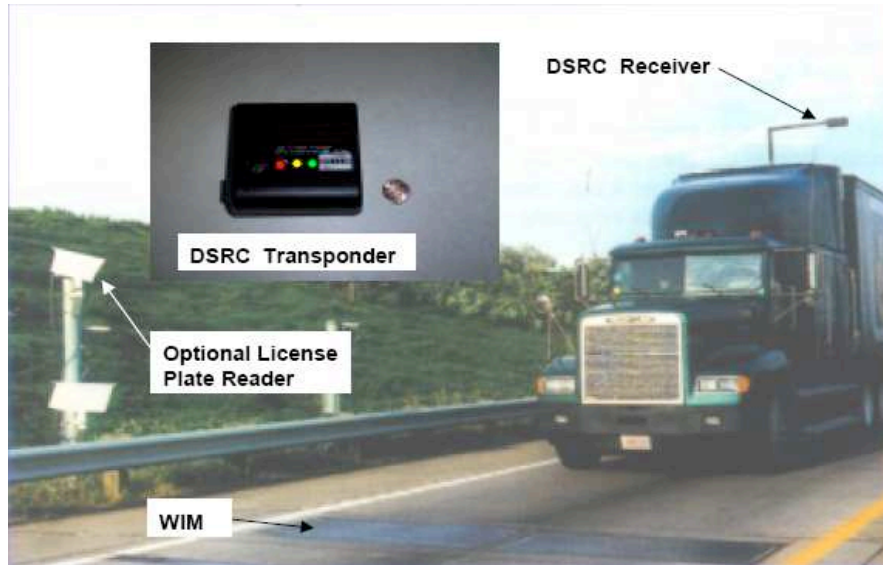 DSRC Receiver
DSRC Transponder
Optional License
Plate Reader
WIM